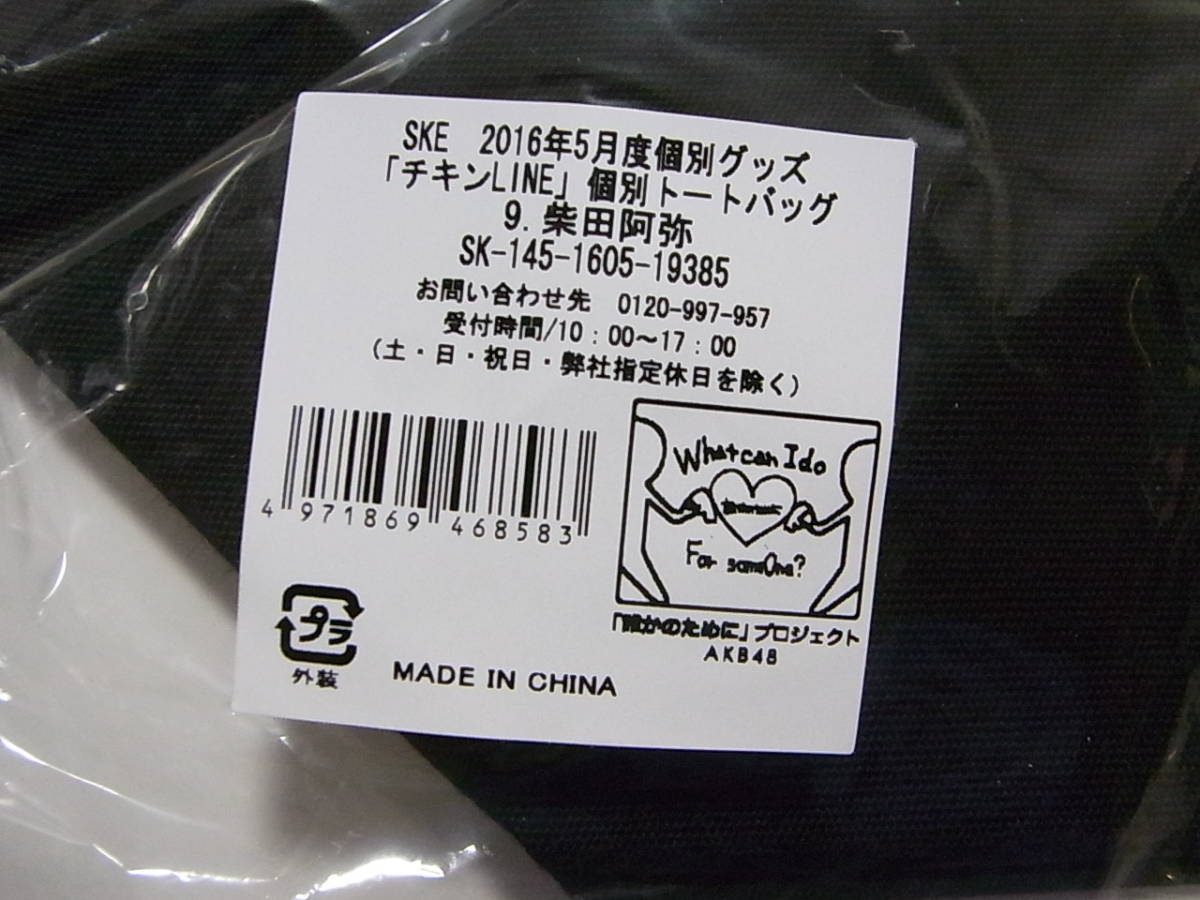 SKE 2016年5月度個別グッズ
「チキンLINE」個別トートバッグ
9. 柴田阿弥
SK-145-1605-19385
お問い合わせ先 0120-997-957
受付時間/10：00～17：00
(土・日・祝日・弊社指定休日を除く)
4 971869 468583
What can I do
For someOne?
「誰かのために」プロジェクト
AKB48
プラ
外装
MADE IN CHINA